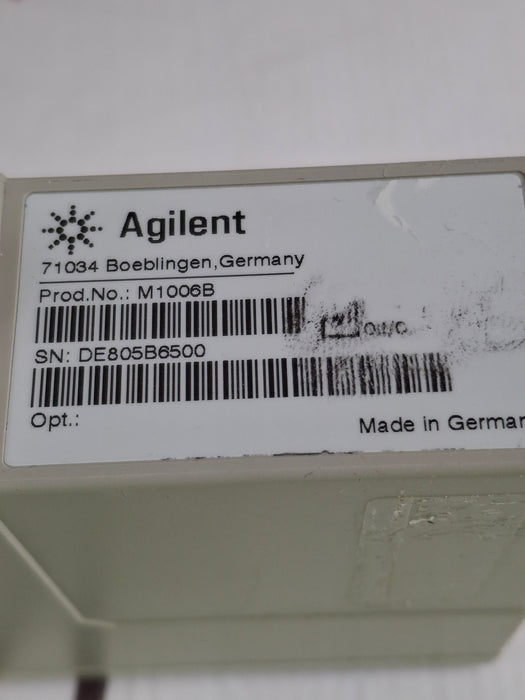 Agilent
71034 Boeblingen,Germany
Prod.No.: M1006B
SN: DE805B6500
Opt.:
Made in German